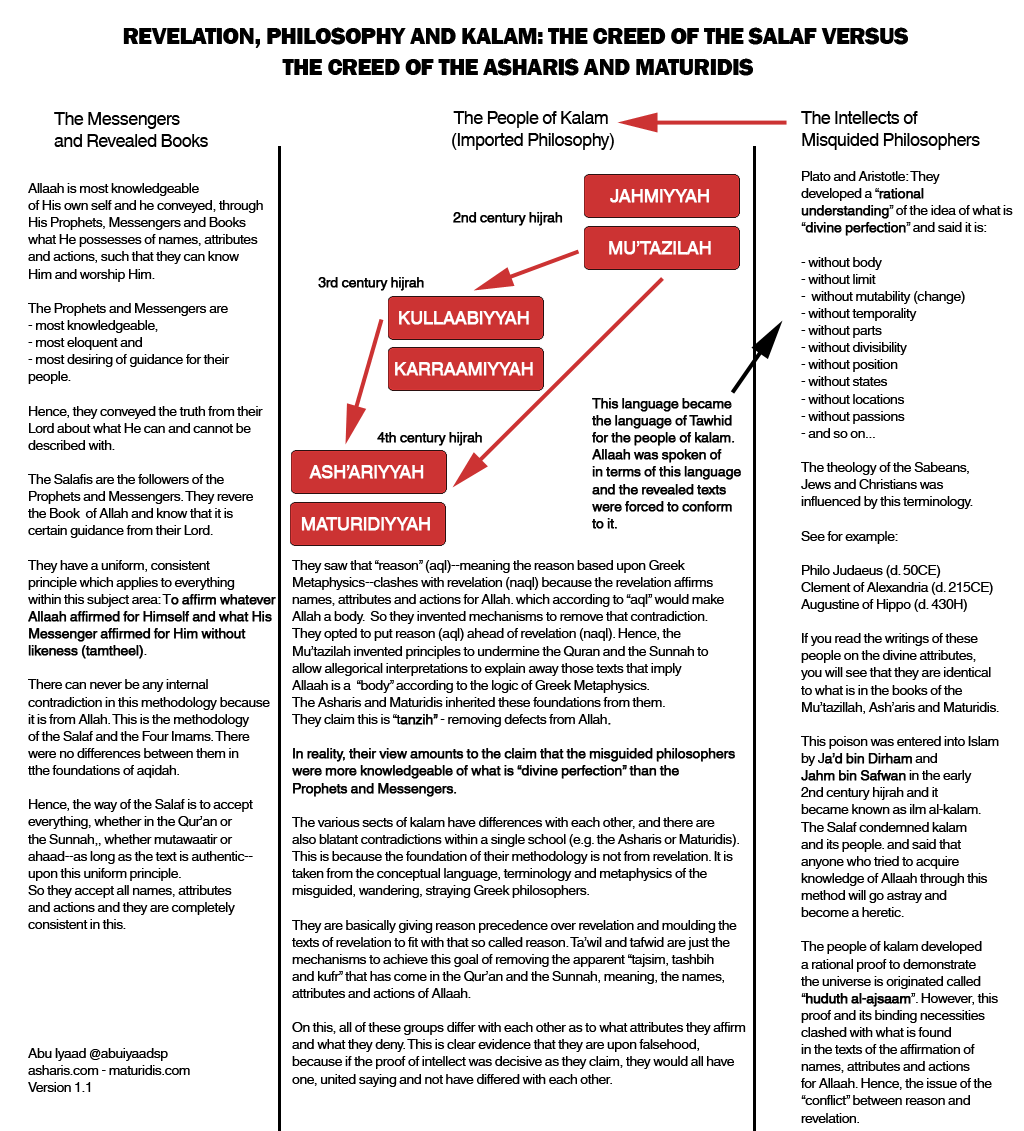 REVELATION, PHILOSOPHY AND KALAM: THE CREED OF THE SALAF VERSUS
THE CREED OF THE ASHARIS AND MATURIDIS
The Messengers
and Revealed Books
Allaah is most knowledgeable
of His own self and he conveyed, through
His Prophets, Messengers and Books
what He possesses of names, attributes
and actions, such that they can know
Him and worship Him.
The Prophets and Messengers are
- most knowledgeable,
- most eloquent and
- most desiring of guidance for their
people.
Hence, they conveyed the truth from their
Lord about what He can and cannot be
described with.
The Salafis are the followers of the
Prophets and Messengers. They revere
the Book of Allah and know that it is
certain guidance from their Lord.
They have a uniform, consistent
principle which applies to everything
within this subject area: To affirm whatever
Allaah affirmed for Himself and what His
Messenger affirmed for Him without
likeness (tamtheel).
There can never be any internal
contradiction in this methodology because
it is from Allah. This is the methodology
of the Salaf and the Four Imams. There
were no differences between them in
tthe foundations of aqidah.
Hence, the way of the Salaf is to accept
everything, whether in the Qur'an or
the Sunnah,, whether mutawaatir or
ahaad--as long as the text is authentic--
upon this uniform principle.
So they accept all names, attributes
and actions and they are completely
consistent in this.
Abu Iyaad @abuiyaadsp
asharis.com - maturidis.com
Version 1.1
The People of Kalam
(Imported Philosophy)
JAHMIYYAH
2nd century hijrah
MU'TAZILAH
3rd century hijrah
KULLAABIYYAH
KARRAAMIYYAH
This language became
the language of Tawhid
for the people of kalam.
Allaah was spoken of
in terms of this language
and the revealed texts
were forced to conform
to it.
4th century hijrah
ASH'ARIYYAH
MATURIDIYYAH
They saw that "reason" (aql)--meaning the reason based upon Greek
Metaphysics--clashes with revelation (naql) because the revelation affirms
names, attributes and actions for Allah. which according to "aql" would make
Allah a body. So they invented mechanisms to remove that contradiction.
They opted to put reason (aql) ahead of revelation (naql). Hence, the
Mu'tazilah invented principles to undermine the Quran and the Sunnah to
allow allegorical interpretations to explain away those texts that imply
Allaah is a "body" according to the logic of Greek Metaphysics.
The Asharis and Maturidis inherited these foundations from them.
They claim this is "tanzih" - removing defects from Allah.
In reality, their view amounts to the claim that the misguided philosophers
were more knowledgeable of what is "divine perfection" than the
Prophets and Messengers.
The various sects of kalam have differences with each other, and there are
also blatant contradictions within a single school (e.g. the Asharis or Maturidis).
This is because the foundation of their methodology is not from revelation. It is
taken from the conceptual language, terminology and metaphysics of the
misguided, wandering, straying Greek philosophers.
They are basically giving reason precedence over revelation and moulding the
texts of revelation to fit with that so called reason. Ta'wil and tafwid are just the
mechanisms to achieve this goal of removing the apparent "tajsim, tashbih
and kufr" that has come in the Qur'an and the Sunnah, meaning, the names,
attributes and actions of Allaah.
On this, all of these groups differ with each other as to what attributes they affirm
and what they deny. This is clear evidence that they are upon falsehood,
because if the proof of intellect was decisive as they claim, they would all have
one, united saying and not have differed with each other.
The Intellects of
Misquided Philosophers
Plato and Aristotle: They
developed a "rational
understanding" of the idea of what is
"divine perfection" and said it is:
- without body
- without limit
- without mutability (change)
- without temporality
- without parts
- without divisibility
- without position
- without states
- without locations
- without passions
- and so on...
The theology of the Sabeans,
Jews and Christians was
influenced by this terminology.
See for example:
Philo Judaeus (d. 50CE)
Clement of Alexandria (d. 215CE)
Augustine of Hippo (d. 430H)
If you read the writings of these
people on the divine attributes,
you will see that they are identical
to what is in the books of the
Mu'tazillah, Ash'aris and Maturidis.
This poison was entered into Islam
by Ja'd bin Dirham and
Jahm bin Safwan in the early
2nd century hijrah and it
became known as ilm al-kalam.
The Salaf condemned kalam
and its people. and said that
anyone who tried to acquire
knowledge of Allaah through this
method will go astray and
become a heretic.
The people of kalam developed
a rational proof to demonstrate
the universe is originated called
"huduth al-ajsaam". However, this
proof and its binding necessities
clashed with what is found
in the texts of the affirmation of
names, attributes and actions
for Allaah. Hence, the issue of the
"conflict" between reason and
revelation.